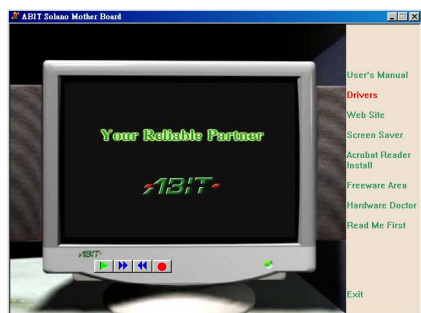 ABIT Solano Mother Board
Your Reliable Partner
ABIT
ABIT
User's Manual
Drivers
Web Site
Screen Saver
Acrobat Reader
Install
Freeware Area
Hardware Doctor
Read Me First
Exit